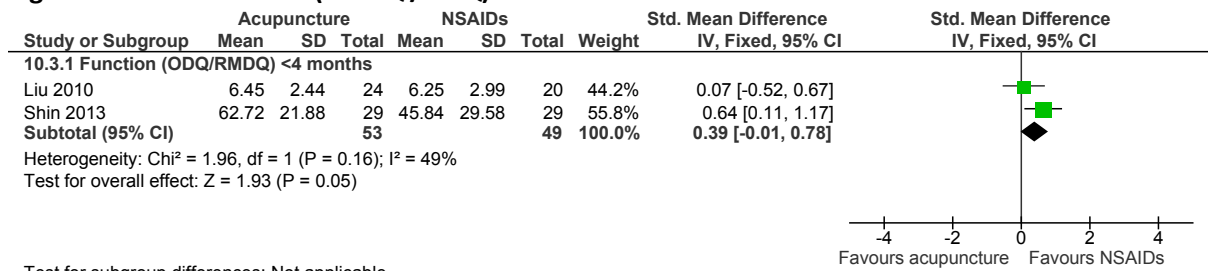 Acupuncture NSAIDs Std. Mean Difference Std. Mean Difference
Study or Subgroup Mean SD Total Mean SD Total Weight IV, Fixed, 95% CI IV, Fixed, 95% CI
10.3.1 Function (ODQ/RMDQ) <4 months
Liu 2010 6.45 2.44 24 6.25 2.99 20 44.2% 0.07 [-0.52, 0.67]
Shin 2013 62.72 21.88 29 45.84 29.58 29 55.8% 0.64 [0.11, 1.17]
Subtotal (95% CI) 53 49 100.0% 0.39 [-0.01, 0.78]
Heterogeneity: Chi² = 1.96, df = 1 (P = 0.16); I² = 49%
Test for overall effect: Z = 1.93 (P = 0.05)
-4 -2 0 2 4
Favours acupuncture Favours NSAIDs
Test for subgroup differences: Not applicable